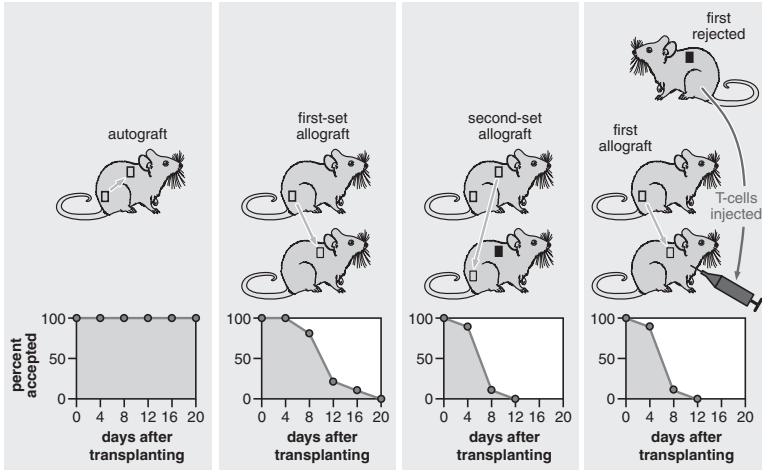 autograft
percent
accepted
100
50
0
0 4 8 12 16 20
days after
transplanting
first-set
allograft
100
50
0
0 4 8 12 16 20
days after
transplanting
second-set
allograft
100
50
0
0 4 8 12 16 20
days after
transplanting
first
rejected
first
allograft
T-cells
injected
100
50
0
0 4 8 12 16 20
days after
transplanting